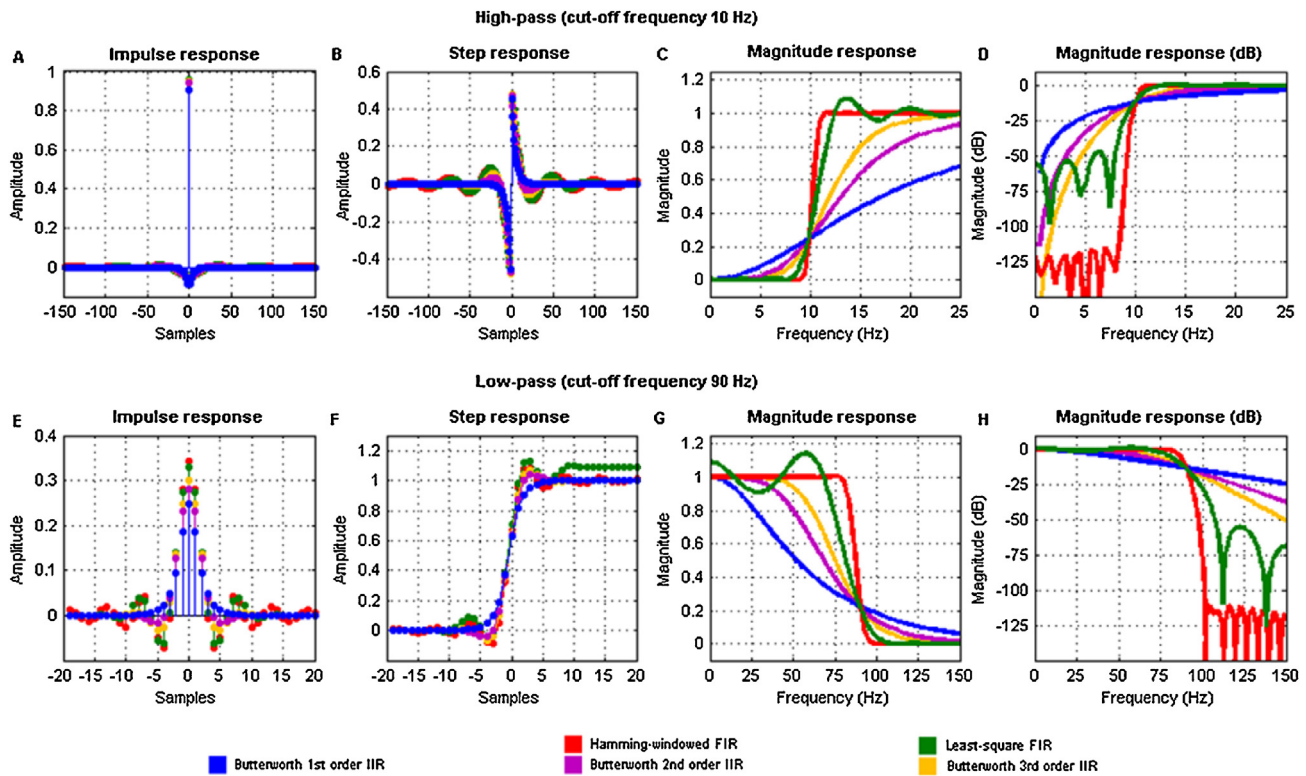 High-pass (cut-off frequency 10 Hz)
A Impulse response
B Step response
C Magnitude response
D Magnitude response (dB)
1
0.8
0.6
0.4
0.2
0
Amplitude
-150 -100 -50 0 50 100 150
Samples
0.6
0.4
0.2
0
-0.2
-0.4
Amplitude
-150 -100 -50 0 50 100 150
Samples
1.2
1
0.8
0.6
0.4
0.2
0
Magnitude
0 5 10 15 20 25
Frequency (Hz)
0
-25
-50
-75
-100
-125
Magnitude (dB)
0 5 10 15 20 25
Frequency (Hz)
Low-pass (cut-off frequency 90 Hz)
E Impulse response
F Step response
G Magnitude response
H Magnitude response (dB)
0.4
0.3
0.2
0.1
0
Amplitude
-20 -15 -10 -5 0 5 10 15 20
Samples
1.2
1
0.8
0.6
0.4
0.2
0
Amplitude
-20 -15 -10 -5 0 5 10 15 20
Samples
1.2
1
0.8
0.6
0.4
0.2
0
Magnitude
0 25 50 75 100 125 150
Frequency (Hz)
0
-25
-50
-75
-100
-125
Magnitude (dB)
0 25 50 75 100 125 150
Frequency (Hz)
Hamming-windowed FIR
Least-square FIR
Butterworth 1st order IIR
Butterworth 2nd order IIR
Butterworth 3rd order IIR